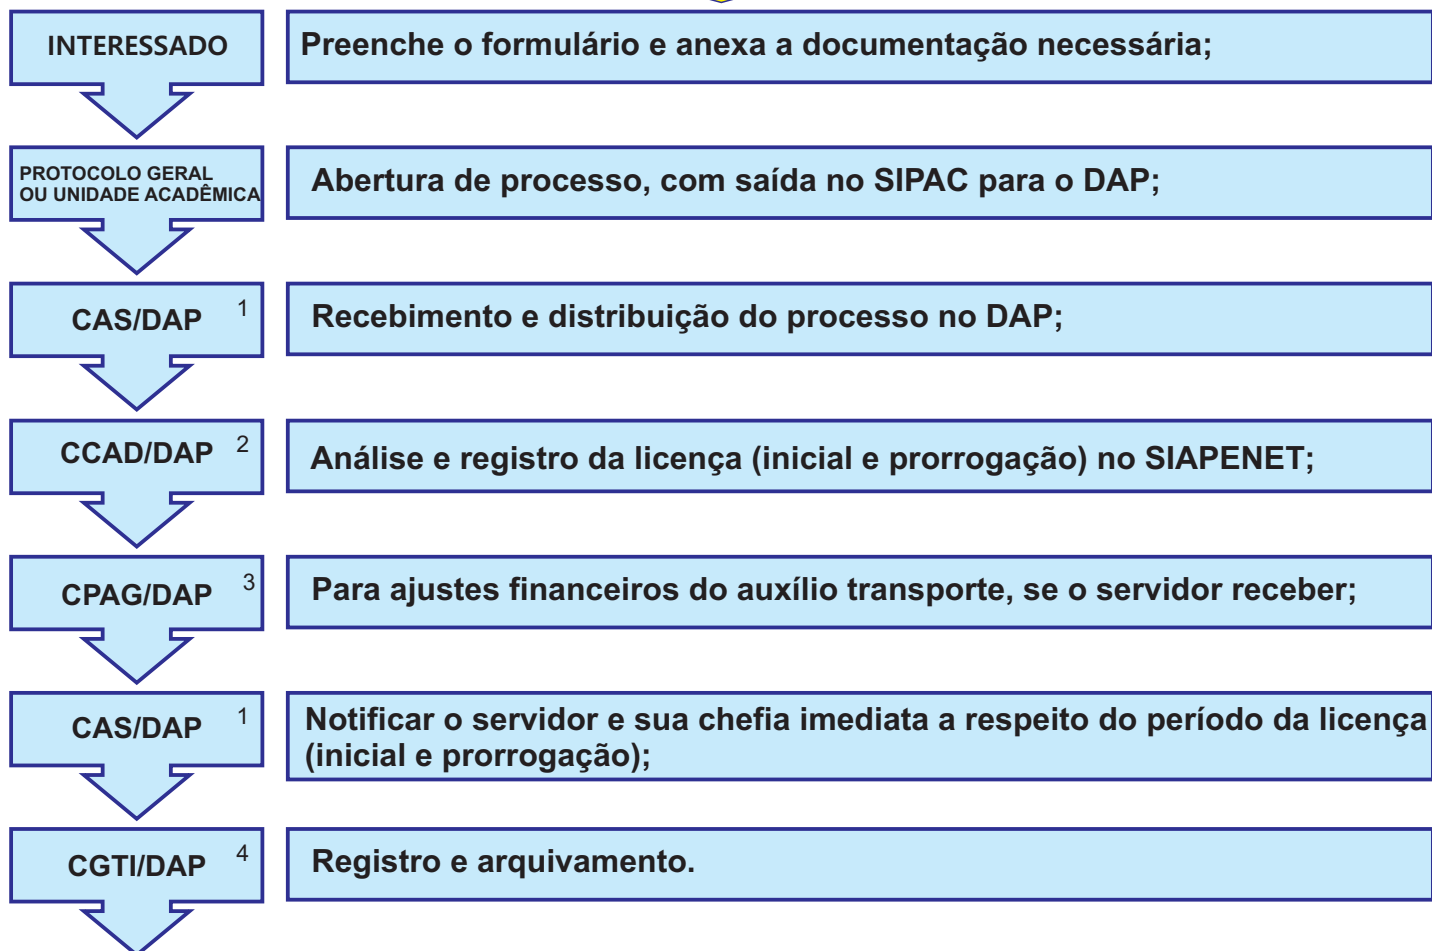 INTERESSADO
Preenche o formulário e anexa a documentação necessária;
PROTOCOLO GERAL
OU UNIDADE ACADÊMICA
Abertura de processo, com saída no SIPAC para o DAP;
CAS/DAP 1
Recebimento e distribuição do processo no DAP;
CCAD/DAP 2
Análise e registro da licença (inicial e prorrogação) no SIAPENET;
CPAG/DAP 3
Para ajustes financeiros do auxílio transporte, se o servidor receber;
CAS/DAP 1
Notificar o servidor e sua chefia imediata a respeito do período da licença
(inicial e prorrogação);
CGTI/DAP 4
Registro e arquivamento.